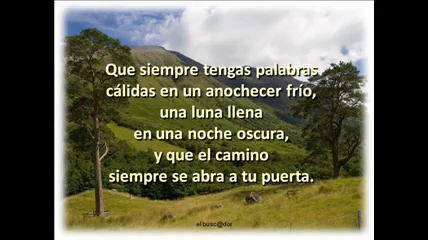 Que siempre tengas palabras
cálidas en un anochecer frío,
una luna llena
en una noche oscura,
y que el camino
siempre se abra a tu puerta.
el busc@dor